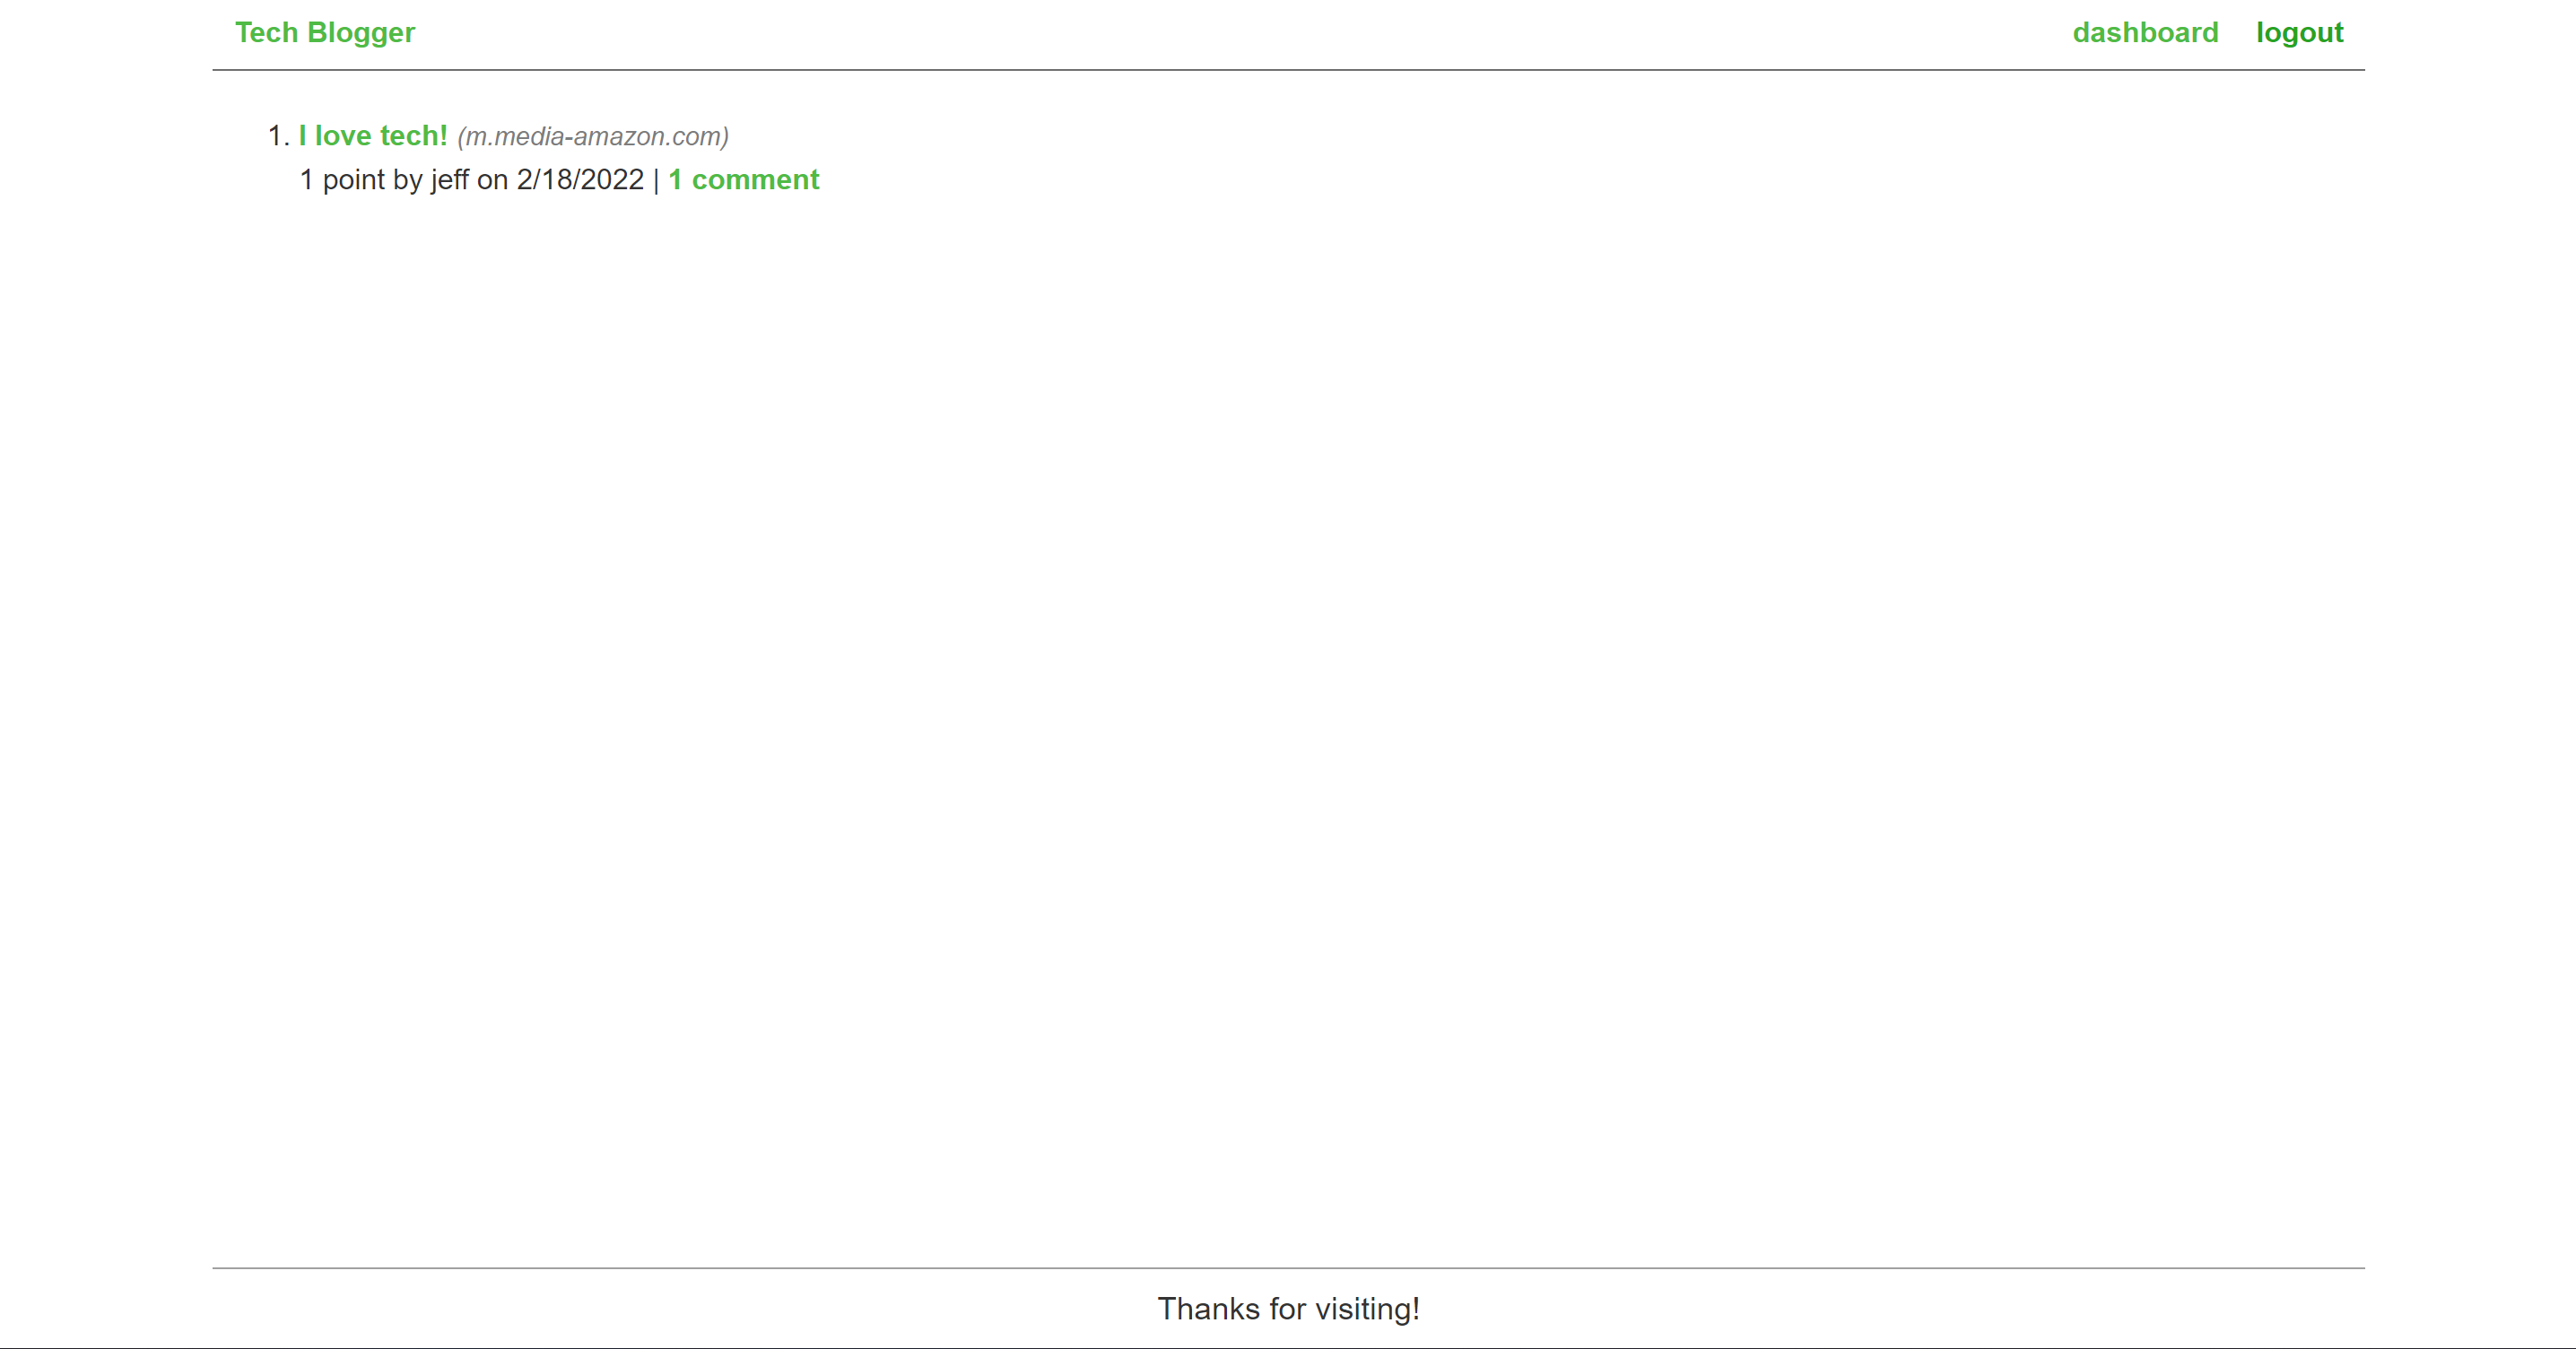 Tech Blogger dashboard logout
1. I love tech! (m.media-amazon.com)
1 point by jeff on 2/18/2022 | 1 comment
Thanks for visiting!